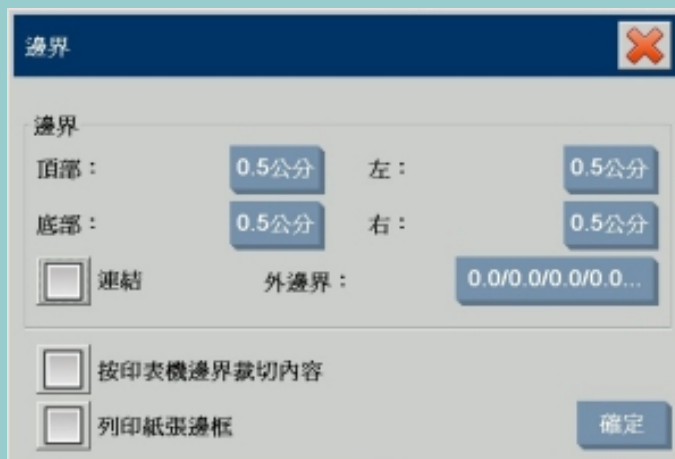 邊界
邊界
頂部： 0.5公分 左： 0.5公分
底部： 0.5公分 右： 0.5公分
連結 外邊界： 0.0/0.0/0.0/0.0...
按印表機邊界裁切內容
列印紙張邊框
確定